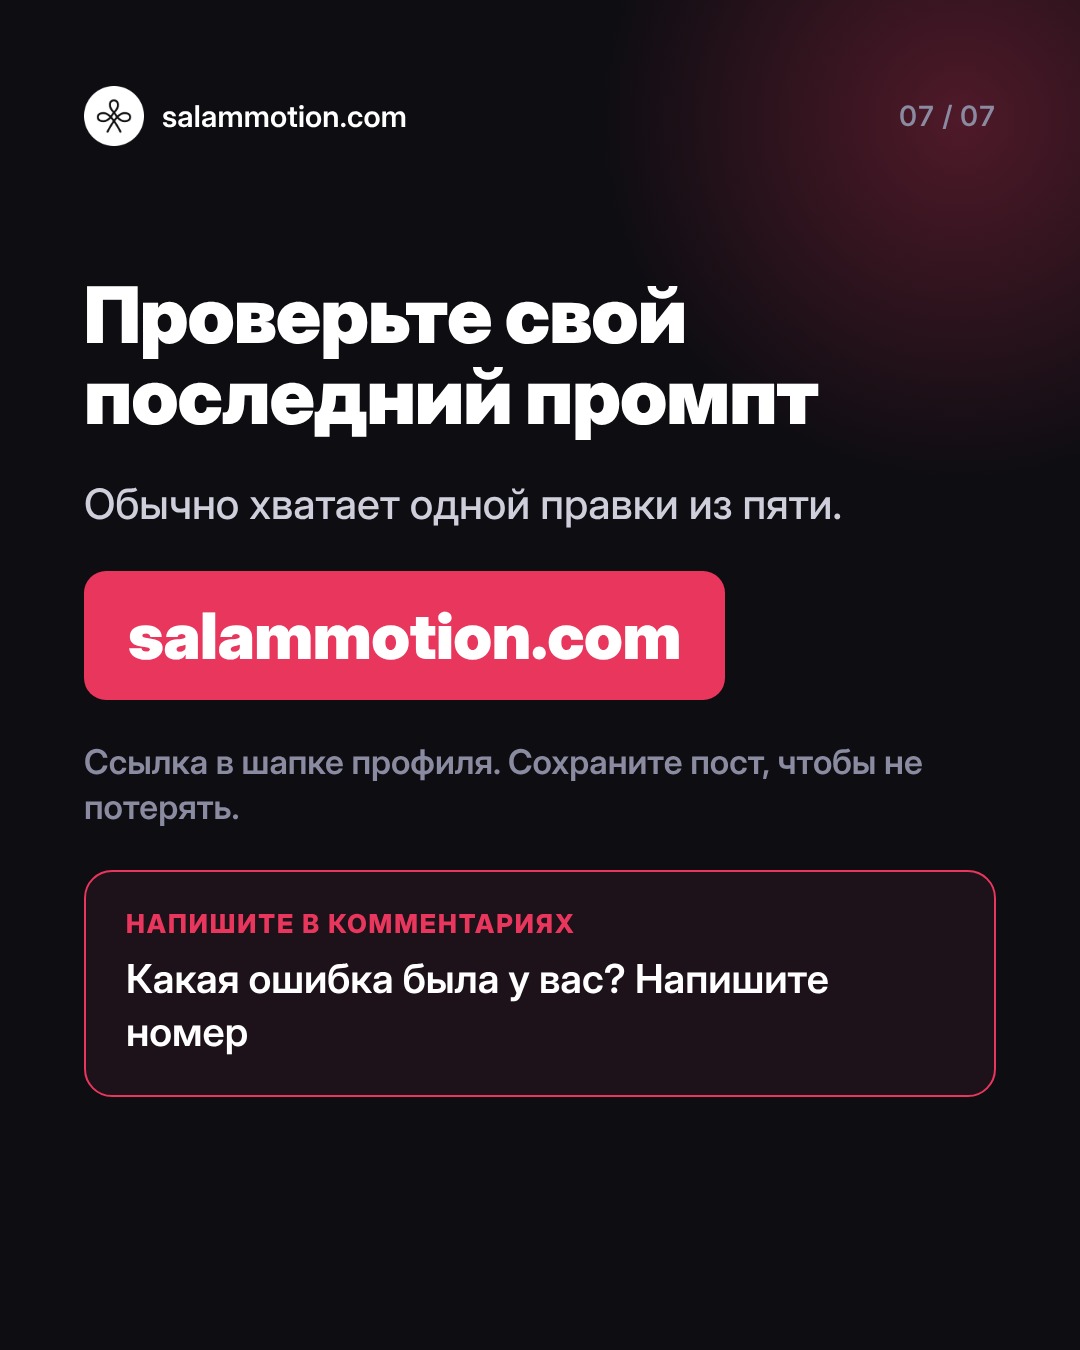 salammotion.com
07 / 07
Проверьте свой
последний промпт
Обычно хватает одной правки из пяти.
salammotion.com
Ссылка в шапке профиля. Сохраните пост, чтобы не
потерять.
НАПИШИТЕ В КОММЕНТАРИЯХ
Какая ошибка была у вас? Напишите
номер